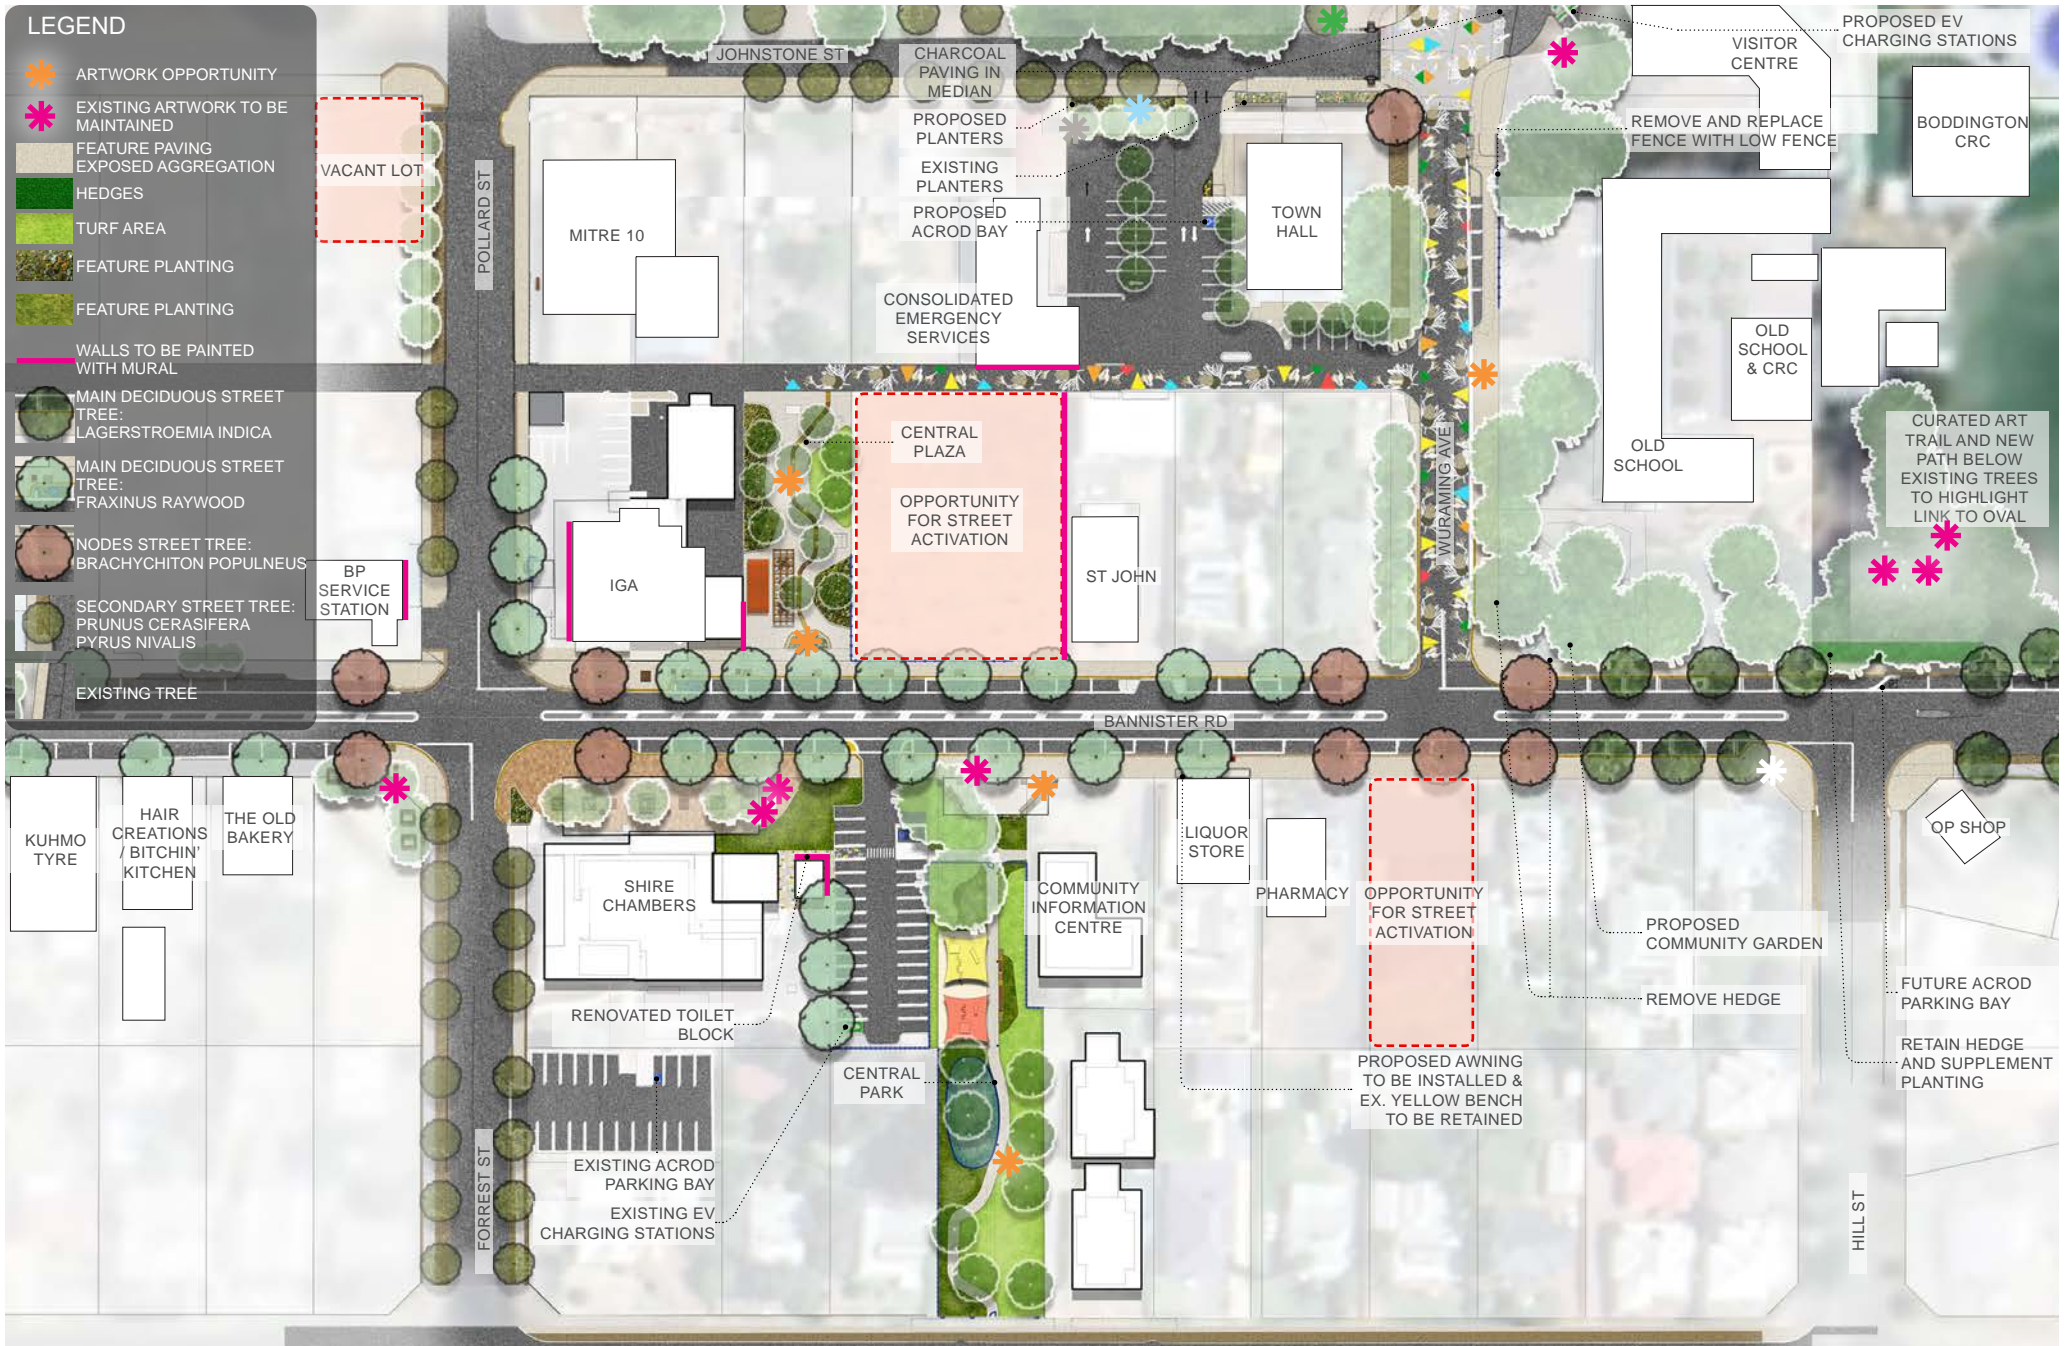 LEGEND
ARTWORK OPPORTUNITY
EXISTING ARTWORK TO BE
MAINTAINED
FEATURE PAVING
EXPOSED AGGREGATION
HEDGES
TURF AREA
FEATURE PLANTING
FEATURE PLANTING
WALLS TO BE PAINTED
WITH MURAL
MAIN DECIDUOUS STREET
TREE:
LAGERSTROEMIA INDICA
MAIN DECIDUOUS STREET
TREE:
FRAXINUS RAYWOOD
NODES STREET TREE:
BRACHYCHITON POPULNEUS
SECONDARY STREET TREE:
PRUNUS CERASIFERA
PYRUS NIVALIS
EXISTING TREE
VACANT LOT
BP
SERVICE
STATION
POLLARD ST
JOHNSTONE ST
MITRE 10
CHARCOAL
PAVING IN
MEDIAN
PROPOSED
PLANTERS
EXISTING
PLANTERS
PROPOSED
ACROD BAY
CONSOLIDATED
EMERGENCY
SERVICES
TOWN
HALL
PROPOSED EV
CHARGING STATIONS
VISITOR
CENTRE
REMOVE AND REPLACE
FENCE WITH LOW FENCE
BODDINGTON
CRC
OLD
SCHOOL
& CRC
OLD
SCHOOL
CURATED ART
TRAIL AND NEW
PATH BELOW
EXISTING TREES
TO HIGHLIGHT
LINK TO OVAL
CENTRAL
PLAZA
OPPORTUNITY
FOR STREET
ACTIVATION
IGA
ST JOHN
WURAMING AVE
BANNISTER RD
KUHMO
TYRE
HAIR
CREATIONS
/ BITCHIN'
KITCHEN
THE OLD
BAKERY
SHIRE
CHAMBERS
RENOVATED TOILET
BLOCK
COMMUNITY
INFORMATION
CENTRE
LIQUOR
STORE
PHARMACY
OPPORTUNITY
FOR STREET
ACTIVATION
OP SHOP
PROPOSED
COMMUNITY GARDEN
REMOVE HEDGE
FUTURE ACROD
PARKING BAY
RETAIN HEDGE
AND SUPPLEMENT
PLANTING
CENTRAL
PARK
PROPOSED AWNING
TO BE INSTALLED &
EX. YELLOW BENCH
TO BE RETAINED
EXISTING ACROD
PARKING BAY
EXISTING EV
CHARGING STATIONS
FORREST ST
HILL ST